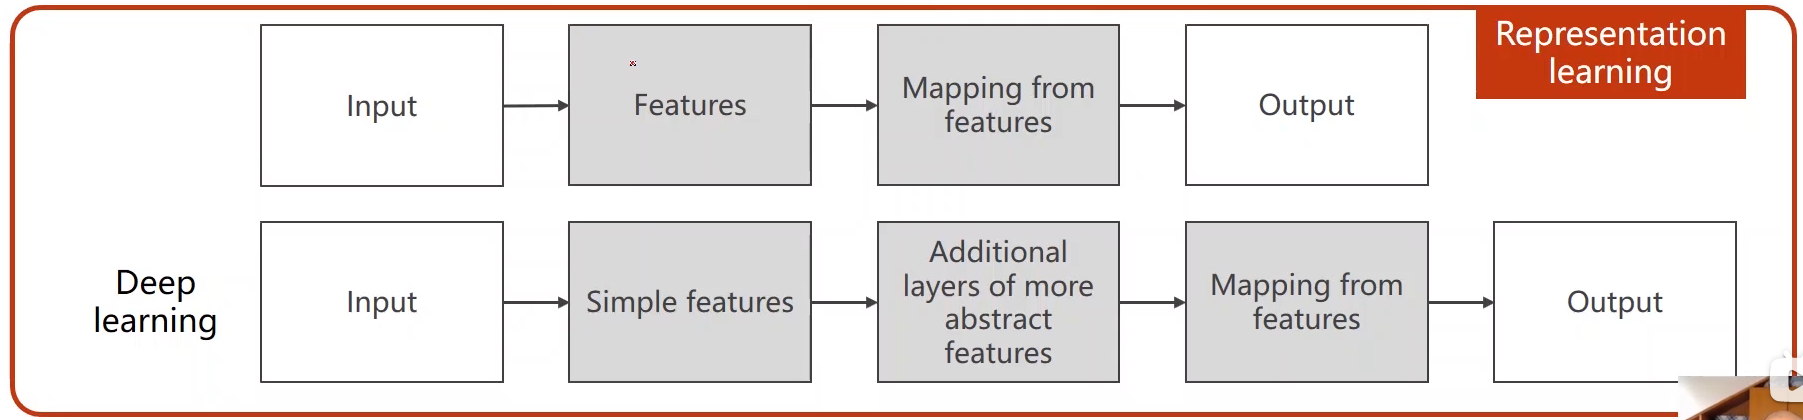 Representation
learning
Input
Features
Mapping from
features
Output
Deep
learning
Input
Simple features
Additional
layers of more
abstract
features
Mapping from
features
Output